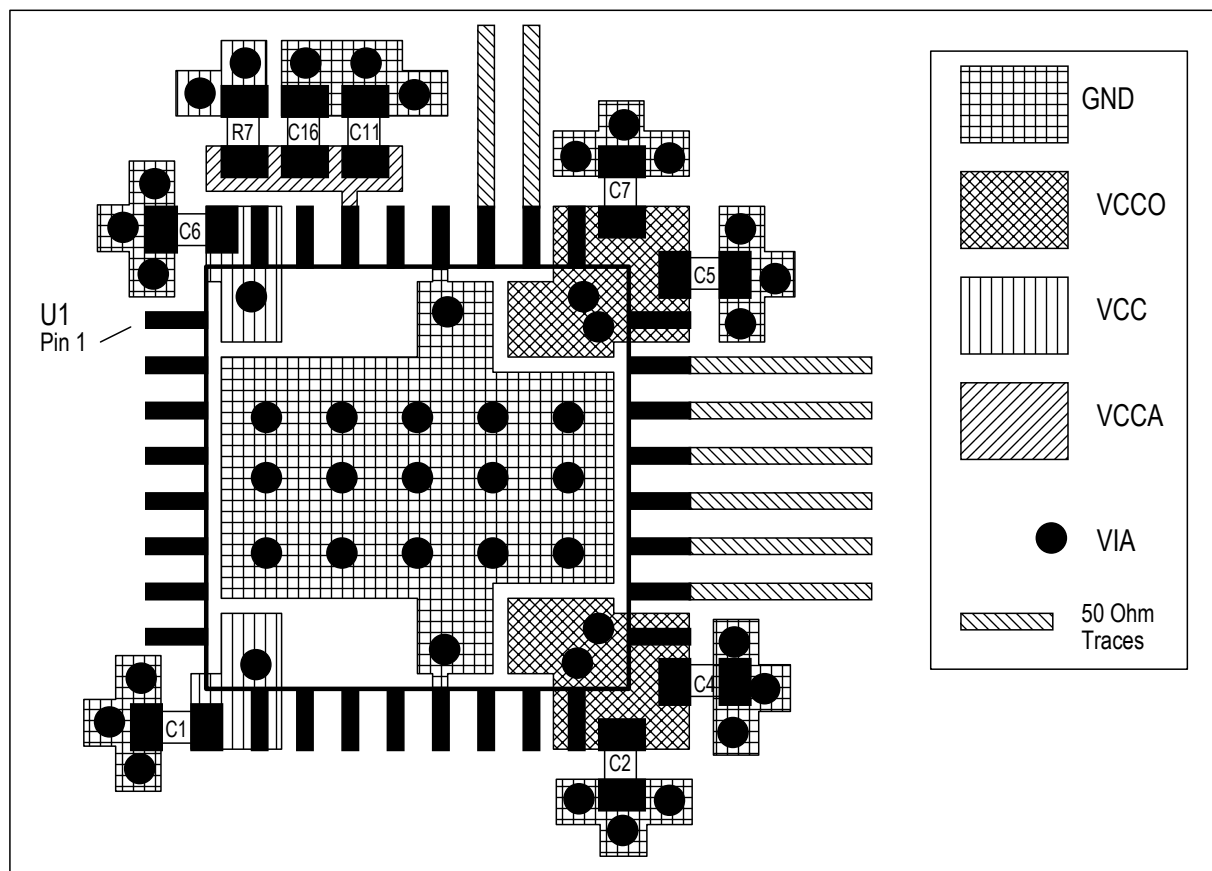 R7
C16
C11
C7
C6
C5
U1
Pin 1
C4
C1
C2
GND
VCCO
VCC
VCCA
VIA
50 Ohm
Traces